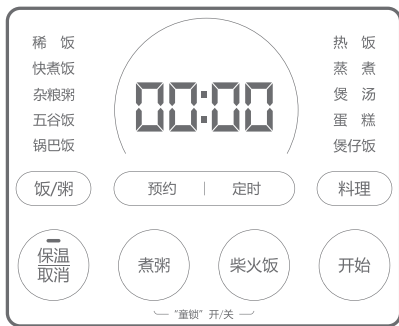 稀 饭
快煮饭
杂粮粥
五谷饭
锅巴饭
00:00
热 饭
蒸 煮
煲 汤
蛋 糕
煲仔饭
饭/粥
预约 | 定时
料理
保温
取消
煮粥
柴火饭
开始
“童锁” 开/关